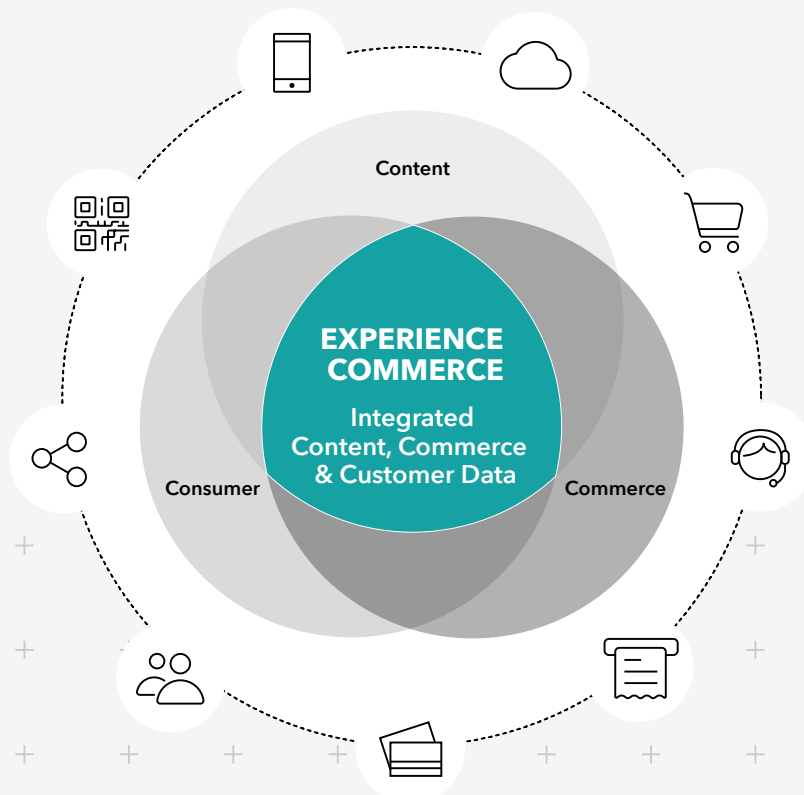 Content
EXPERIENCE
COMMERCE
Integrated
Content, Commerce
& Customer Data
Consumer
Commerce